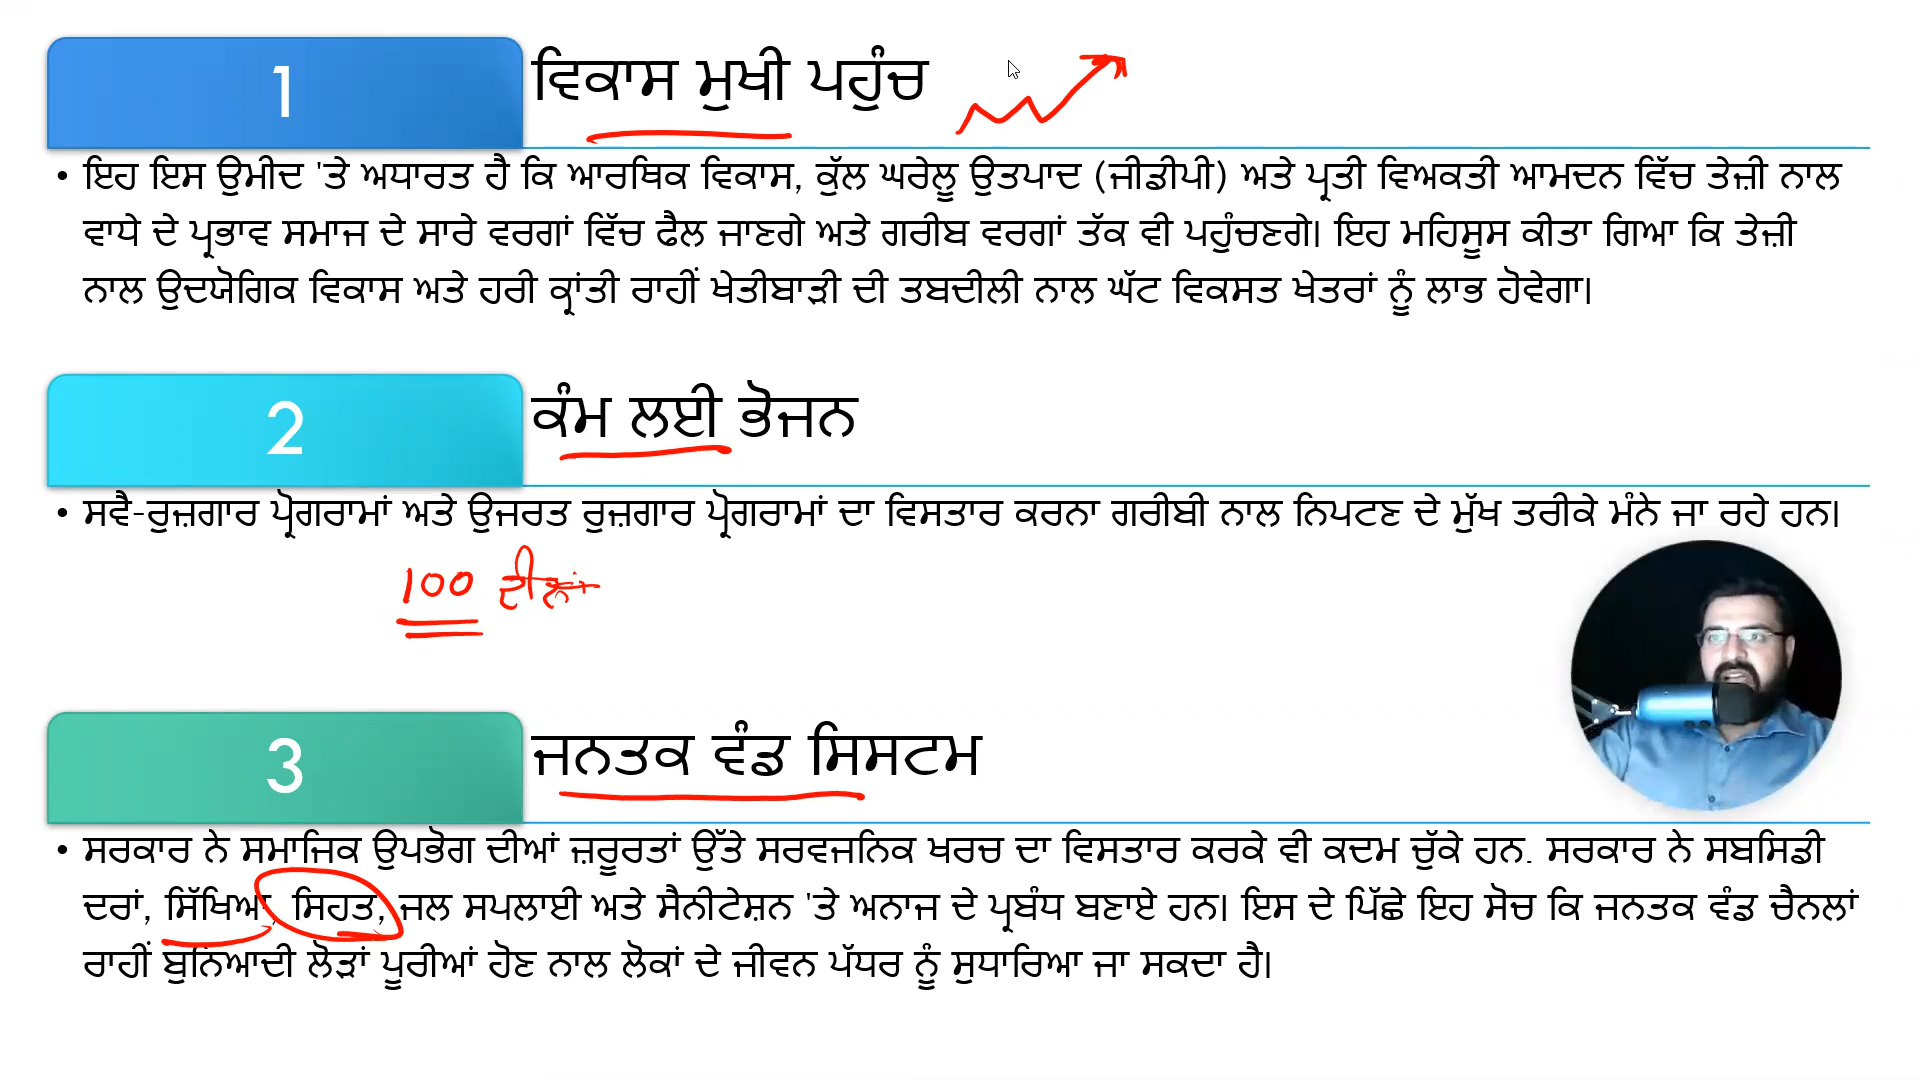 1
ਵਿਕਾਸ ਮੁਖੀ ਪਹੁੰਚ
• ਇਹ ਇਸ ਉਮੀਦ 'ਤੇ ਅਧਾਰਤ ਹੈ ਕਿ ਆਰਥਿਕ ਵਿਕਾਸ, ਕੁੱਲ ਘਰੇਲੂ ਉਤਪਾਦ (ਜੀਡੀਪੀ) ਅਤੇ ਪ੍ਰਤੀ ਵਿਅਕਤੀ ਆਮਦਨ ਵਿੱਚ ਤੇਜ਼ੀ ਨਾਲ
ਵਾਧੇ ਦੇ ਪ੍ਰਭਾਵ ਸਮਾਜ ਦੇ ਸਾਰੇ ਵਰਗਾਂ ਵਿੱਚ ਫੈਲ ਜਾਣਗੇ ਅਤੇ ਗਰੀਬ ਵਰਗਾਂ ਤੱਕ ਵੀ ਪਹੁੰਚਣਗੇ। ਇਹ ਮਹਿਸੂਸ ਕੀਤਾ ਗਿਆ ਕਿ ਤੇਜ਼ੀ
ਨਾਲ ਉਦਯੋਗਿਕ ਵਿਕਾਸ ਅਤੇ ਹਰੀ ਕ੍ਰਾਂਤੀ ਰਾਹੀਂ ਖੇਤੀਬਾੜੀ ਦੀ ਤਬਦੀਲੀ ਨਾਲ ਘੱਟ ਵਿਕਸਤ ਖੇਤਰਾਂ ਨੂੰ ਲਾਭ ਹੋਵੇਗਾ।
2
ਕੰਮ ਲਈ ਭੋਜਨ
• ਸਵੈ-ਰੁਜ਼ਗਾਰ ਪ੍ਰੋਗਰਾਮਾਂ ਅਤੇ ਉਜਰਤ ਰੁਜ਼ਗਾਰ ਪ੍ਰੋਗਰਾਮਾਂ ਦਾ ਵਿਸਤਾਰ ਕਰਨਾ ਗਰੀਬੀ ਨਾਲ ਨਿਪਟਣ ਦੇ ਮੁੱਖ ਤਰੀਕੇ ਮੰਨੇ ਜਾ ਰਹੇ ਹਨ।
100
3
ਜਨਤਕ ਵੰਡ ਸਿਸਟਮ
• ਸਰਕਾਰ ਨੇ ਸਮਾਜਿਕ ਉਪਭੋਗ ਦੀਆਂ ਜ਼ਰੂਰਤਾਂ ਉੱਤੇ ਸਰਵਜਨਿਕ ਖਰਚ ਦਾ ਵਿਸਤਾਰ ਕਰਕੇ ਵੀ ਕਦਮ ਚੁੱਕੇ ਹਨ. ਸਰਕਾਰ ਨੇ ਸਬਸਿਡੀ
ਦਰਾਂ, ਸਿੱਖਿਆ, ਸਿਹਤ, ਜਲ ਸਪਲਾਈ ਅਤੇ ਸੈਨੀਟੇਸ਼ਨ 'ਤੇ ਅਨਾਜ ਦੇ ਪ੍ਰਬੰਧ ਬਣਾਏ ਹਨ। ਇਸ ਦੇ ਪਿੱਛੇ ਇਹ ਸੋਚ ਕਿ ਜਨਤਕ ਵੰਡ ਚੈਨਲਾਂ
ਰਾਹੀਂ ਬੁਨਿਆਦੀ ਲੋੜਾਂ ਪੂਰੀਆਂ ਹੋਣ ਨਾਲ ਲੋਕਾਂ ਦੇ ਜੀਵਨ ਪੱਧਰ ਨੂੰ ਸੁਧਾਰਿਆ ਜਾ ਸਕਦਾ ਹੈ।